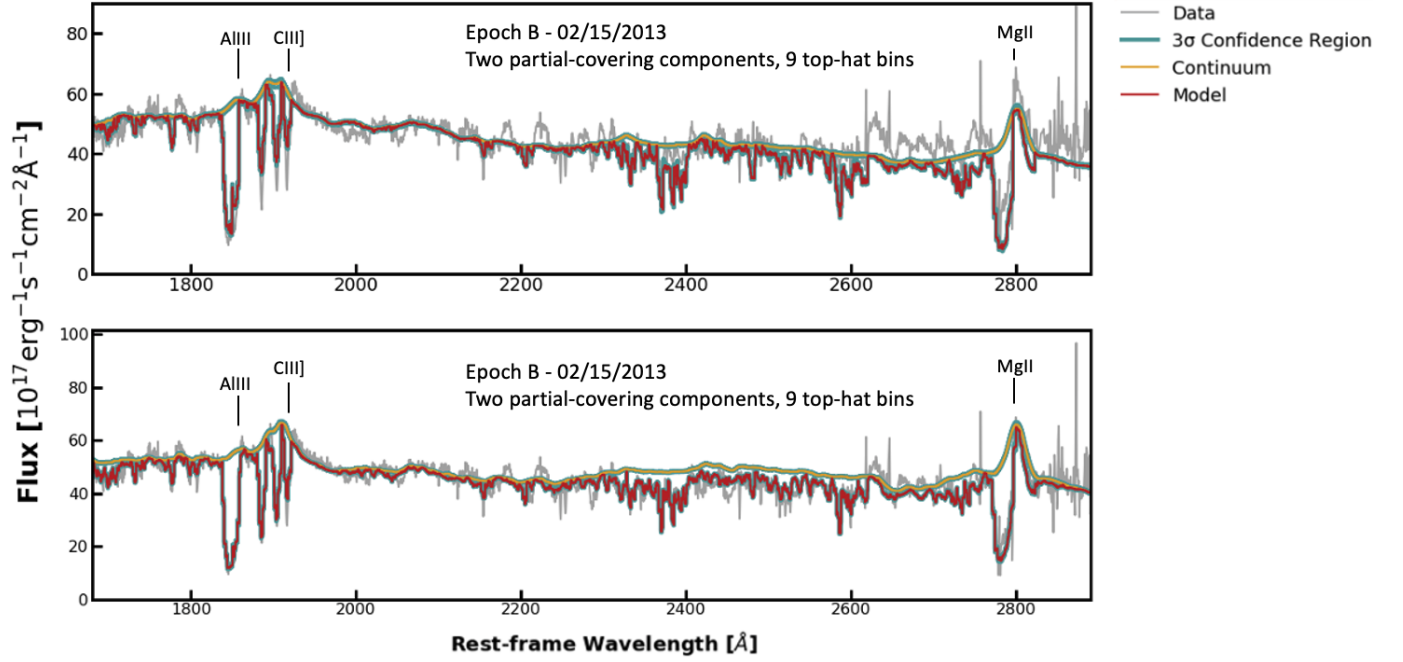 Epoch B - 02/15/2013
Two partial-covering components, 9 top-hat bins
AlIII
CIII]
MgII
80
60
40
20
0
1800
2000
2200
2400
2600
2800
Data
3σ Confidence Region
Continuum
Model
Flux [10¹⁷erg⁻¹s⁻¹cm⁻²Å⁻¹]
Epoch B - 02/15/2013
Two partial-covering components, 9 top-hat bins
AlIII
CIII]
MgII
100
80
60
40
20
0
1800
2000
2200
2400
2600
2800
Rest-frame Wavelength [Å]